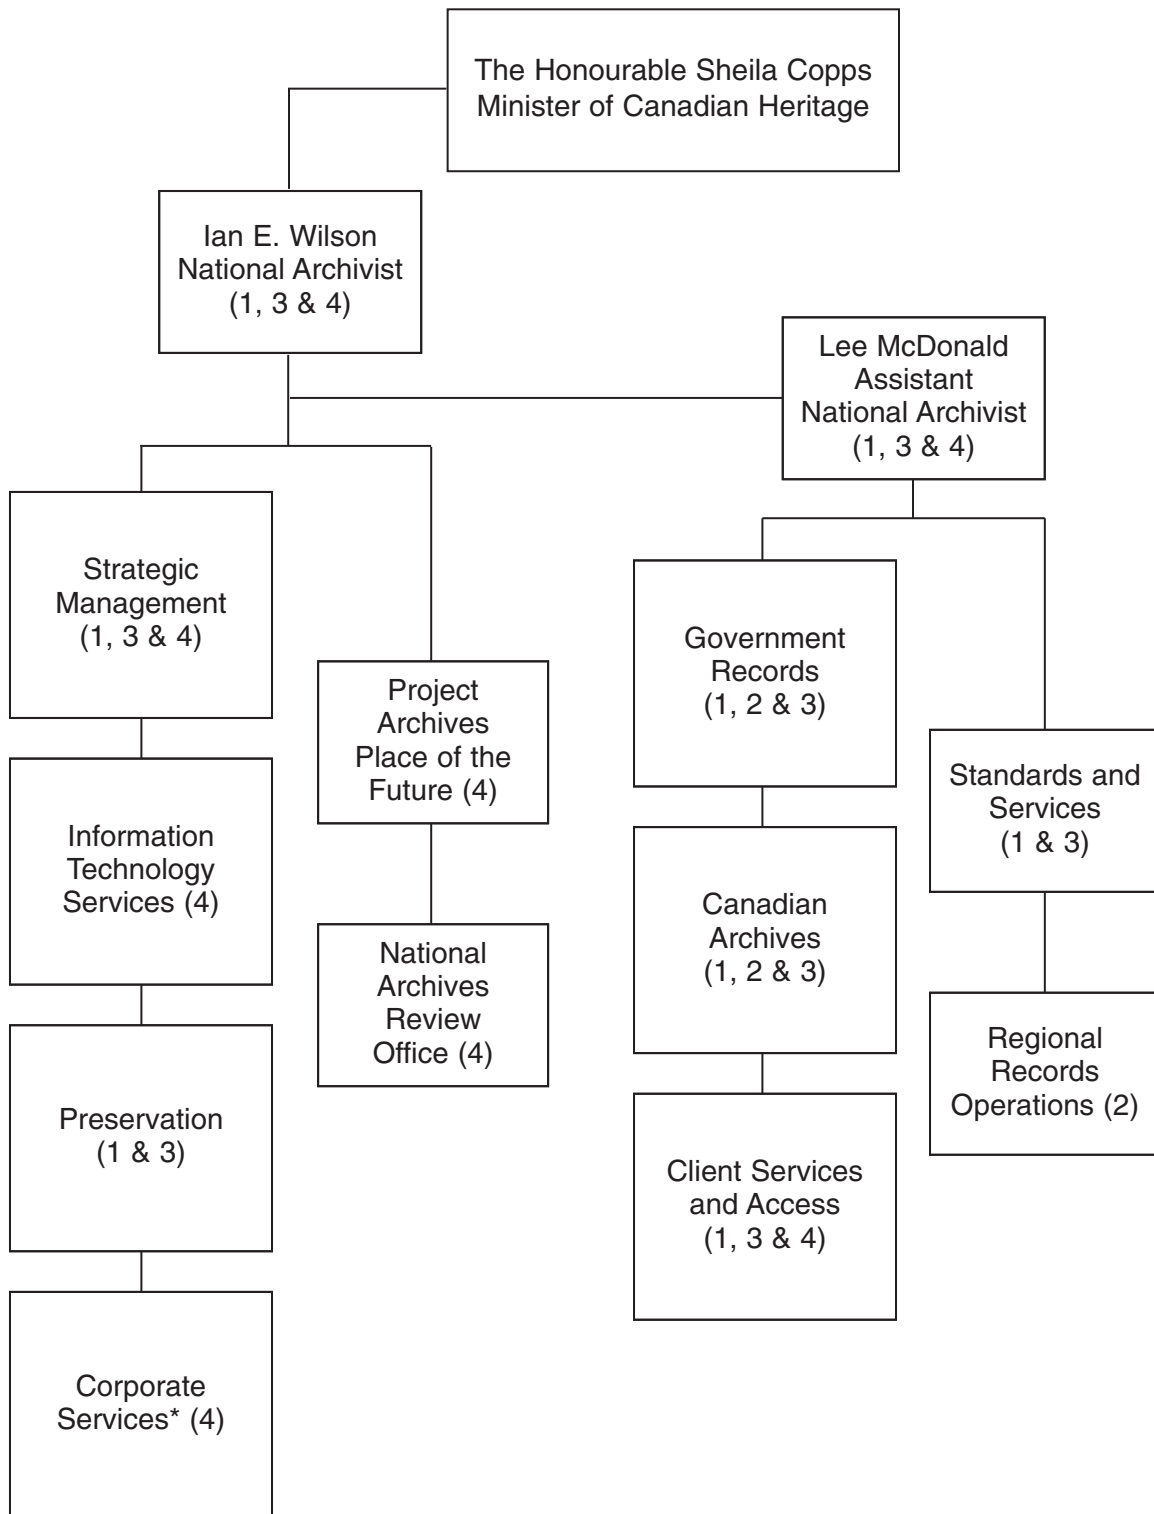 The Honourable Sheila Copps
Minister of Canadian Heritage
Ian E. Wilson
National Archivist
(1, 3 & 4)
Lee McDonald
Assistant
National Archivist
(1, 3 & 4)
Strategic
Management
(1, 3 & 4)
Information
Technology
Services (4)
Preservation
(1 & 3)
Corporate
Services* (4)
Project
Archives
Place of the
Future (4)
National
Archives
Review
Office (4)
Government
Records
(1, 2 & 3)
Canadian
Archives
(1, 2 & 3)
Client Services
and Access
(1, 3 & 4)
Standards and
Services
(1 & 3)
Regional
Records
Operations (2)